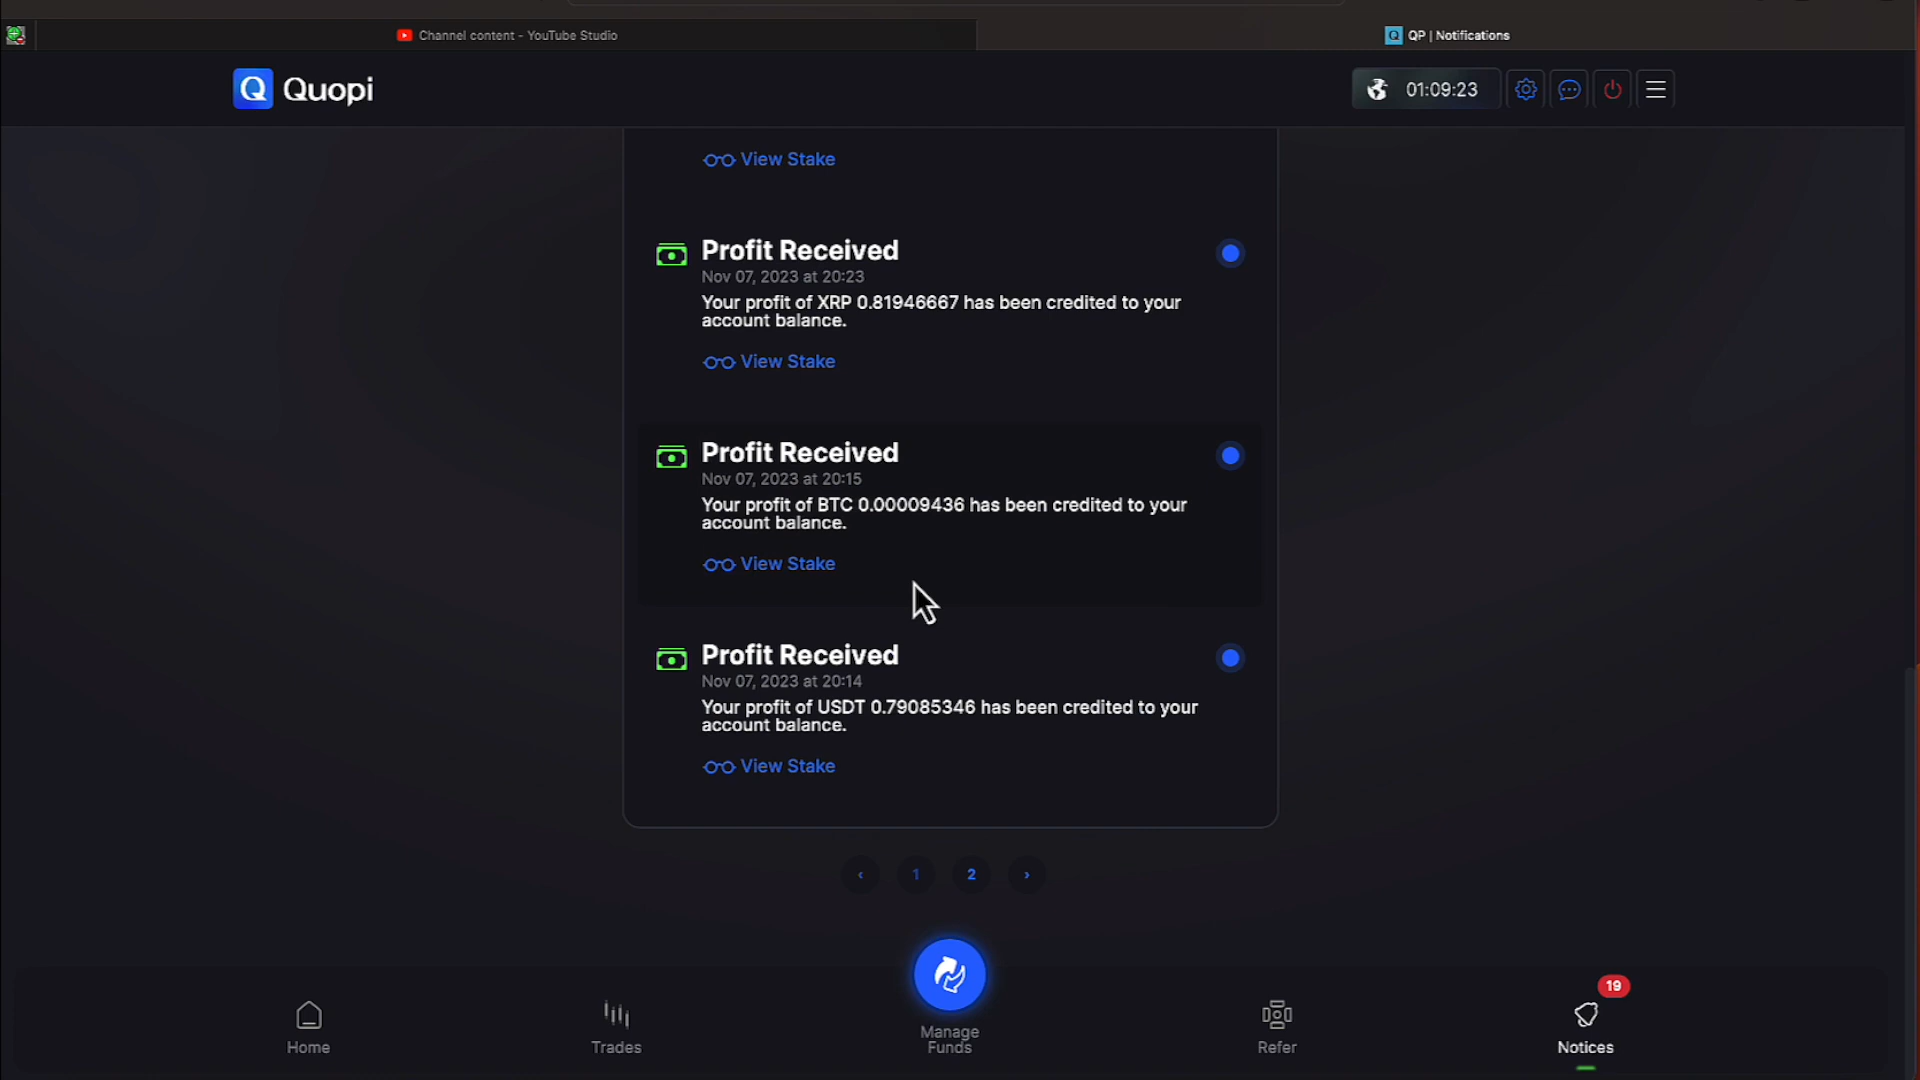 Channel content - YouTube Studio
Q QP | Notifications
Q Quopi
01:09:23
View Stake
Profit Received
Nov 07, 2023 at 20:23
Your profit of XRP 0.81946667 has been credited to your
account balance.
View Stake
Profit Received
Nov 07, 2023 at 20:15
Your profit of BTC 0.00009436 has been credited to your
account balance.
View Stake
Profit Received
Nov 07, 2023 at 20:14
Your profit of USDT 0.79085346 has been credited to your
account balance.
View Stake
‹ 1 2 ›
19
Home
Trades
Manage
Funds
Refer
Notices